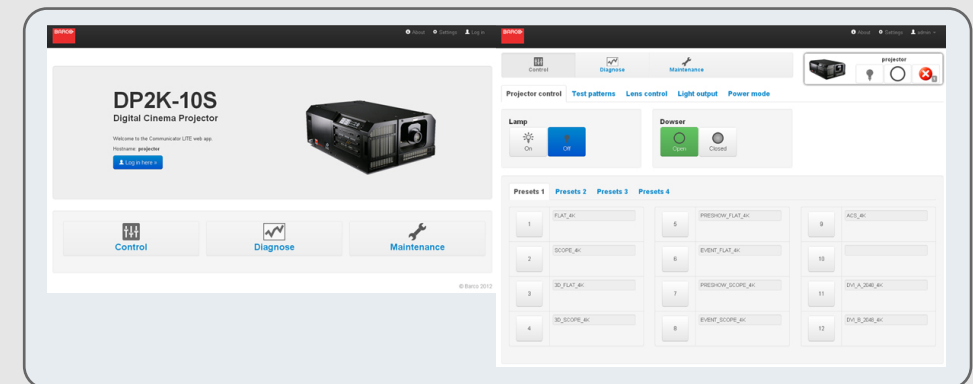 BARCO
About Settings Log in
DP2K-10S
Digital Cinema Projector
Welcome to the Communicator LITE web app.
Hostname projector
Log in here »
Control
Diagnose
Maintenance
© Barco 2012
BARCO
About Settings admin
Control Diagnose Maintenance
projector
Projector control Test patterns Lens control Light output Power mode
Lamp
On Off
Dowser
Open Closed
Presets 1 Presets 2 Presets 3 Presets 4
1 FLAT_4K
2 SCOPE_4K
3 3D_FLAT_4K
4 3D_SCOPE_4K
5 PRESHOW_FLAT_4K
6 EVENT_FLAT_4K
7 PRESHOW_SCOPE_4K
8 EVENT_SCOPE_4K
9 ACS_4K
10
11 DVI_A_2048_4K
12 DVI_B_2048_4K